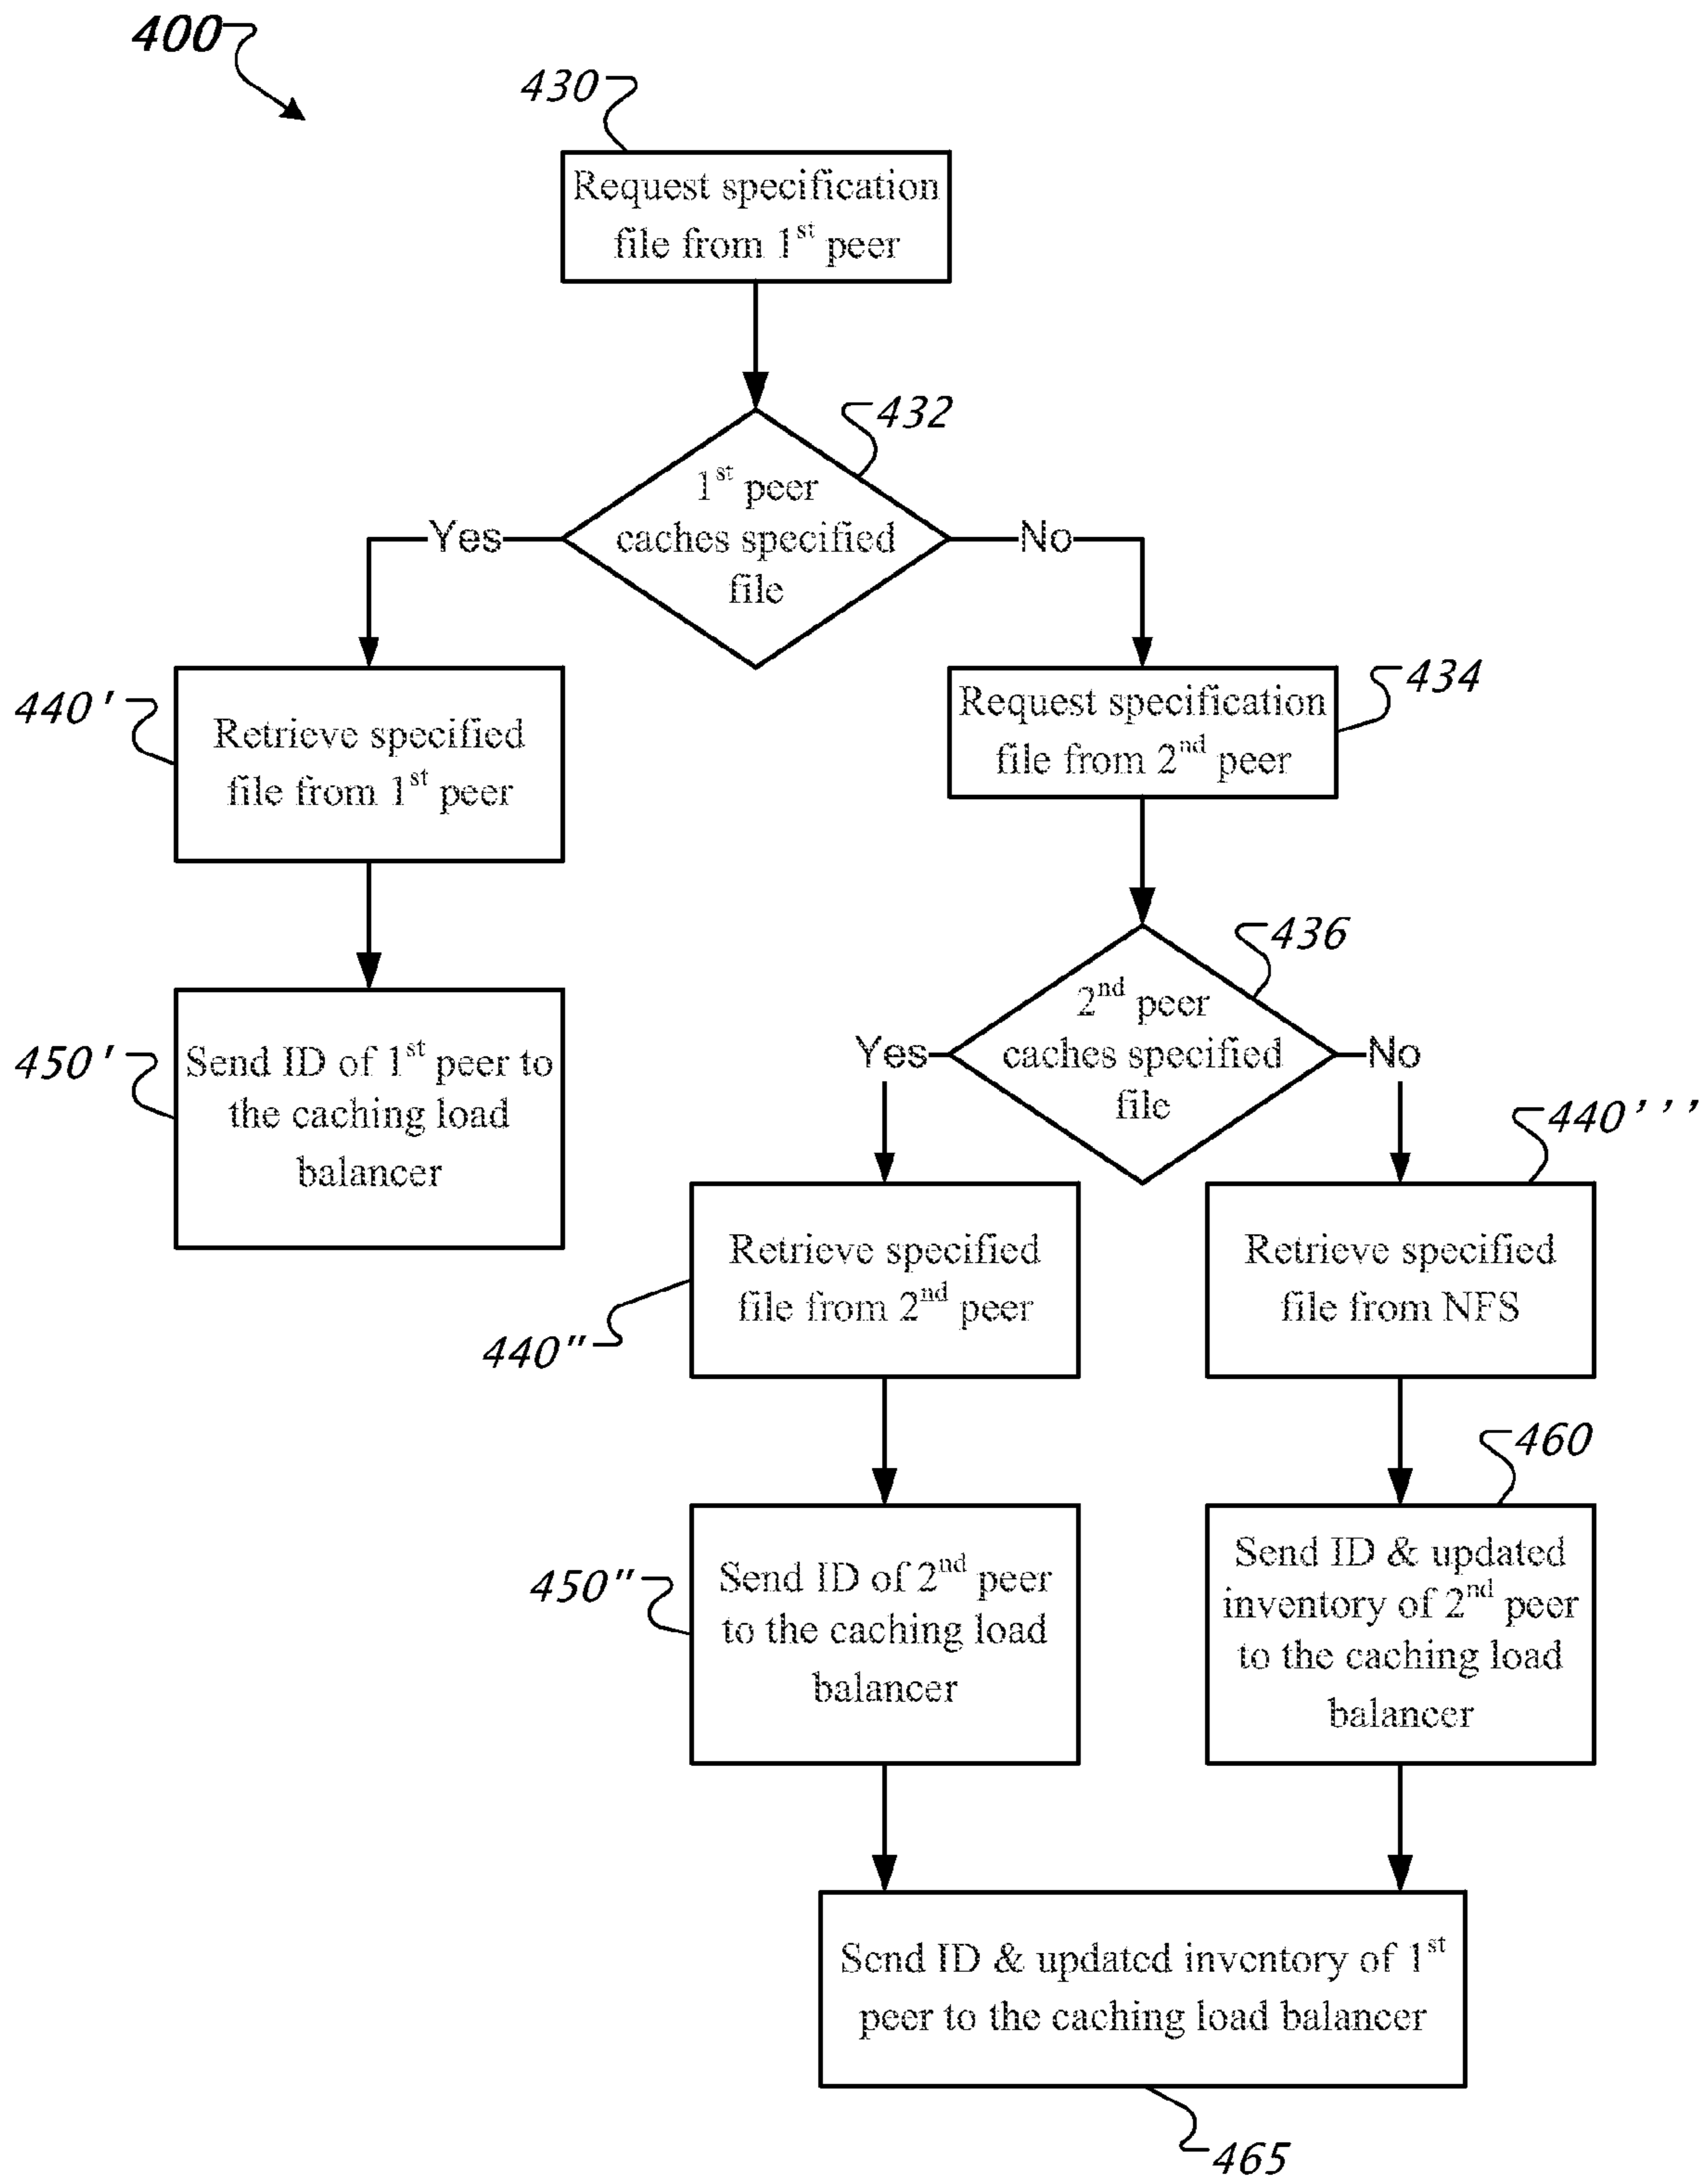 400
430
Request specification
file from 1st peer
432
1st peer
caches specified
file
Yes
No
440'
Retrieve specified
file from 1st peer
434
Request specification
file from 2nd peer
450'
Send ID of 1st peer to
the caching load
balancer
436
2nd peer
caches specified
file
Yes
No
440'''
440"
Retrieve specified
file from 2nd peer
Retrieve specified
file from NFS
460
450"
Send ID of 2nd peer
to the caching load
balancer
Send ID & updated
inventory of 2nd peer
to the caching load
balancer
Send ID & updated inventory of 1st
peer to the caching load balancer
465